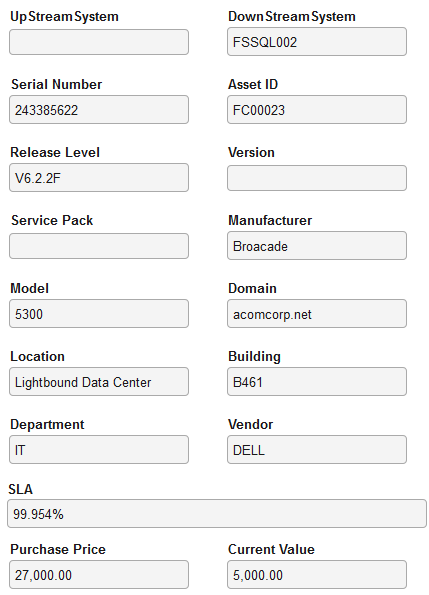 UpStreamSystem DownStreamSystem
FSSQL002
Serial Number Asset ID
243385622 FC00023
Release Level Version
V6.2.2F
Service Pack Manufacturer
Broacade
Model Domain
5300 acomcorp.net
Location Building
Lightbound Data Center B461
Department Vendor
IT DELL
SLA
99.954%
Purchase Price Current Value
27,000.00 5,000.00